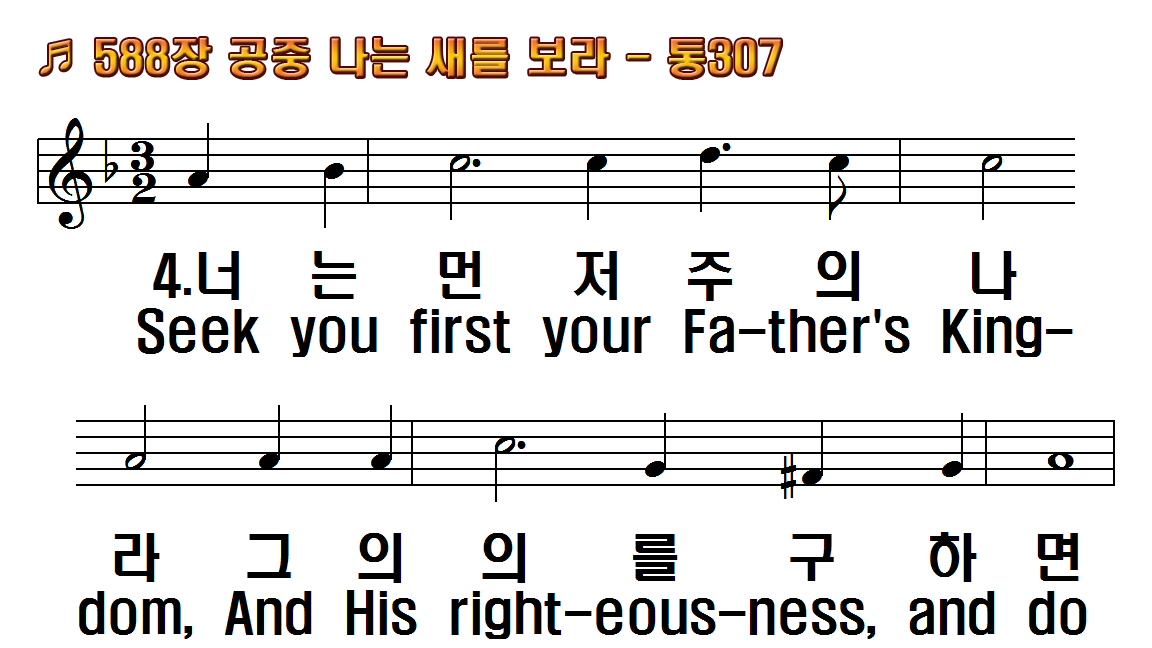 ♬ 588장 공중 나는 새를 보라 - 통307
3
2
4.너 는 먼 저 주 의 나
Seek you first your Fa-ther's King-
라 그 의 의 를 구 하 면
dom, And His right-eous-ness, and do